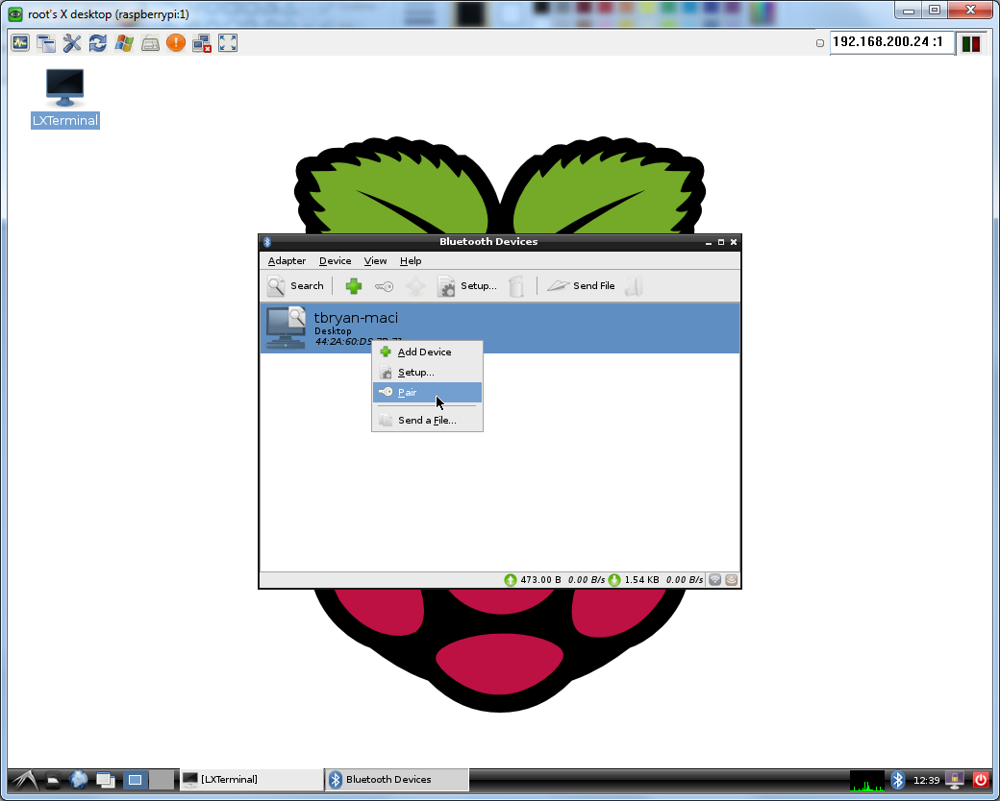 root's X desktop (raspberrypi:1)
192.168.200.24 :1
LXTerminal
Bluetooth Devices
Adapter Device View Help
Search Setup... Send File
tbryan-maci
Desktop
44:2A:60:D5:
Add Device
Setup...
Pair
Send a File...
473.00 B 0.00 B/s 1.54 KB 0.00 B/s
[LXTerminal] Bluetooth Devices 12:39